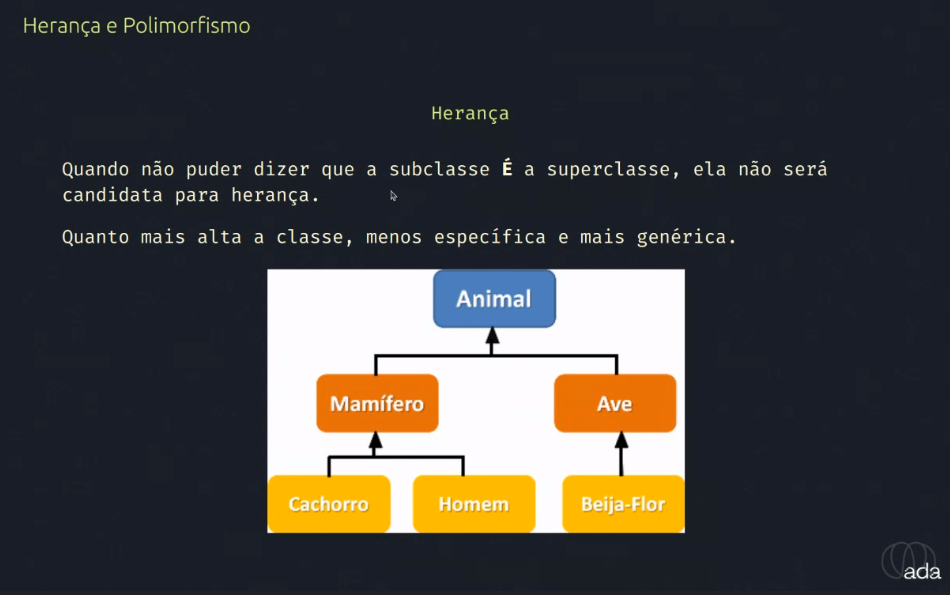 Herança e Polimorfismo
Herança
Quando não puder dizer que a subclasse É a superclasse, ela não será
candidata para herança.
Quanto mais alta a classe, menos específica e mais genérica.
Animal
Mamífero
Ave
Cachorro
Homem
Beija-Flor
ada